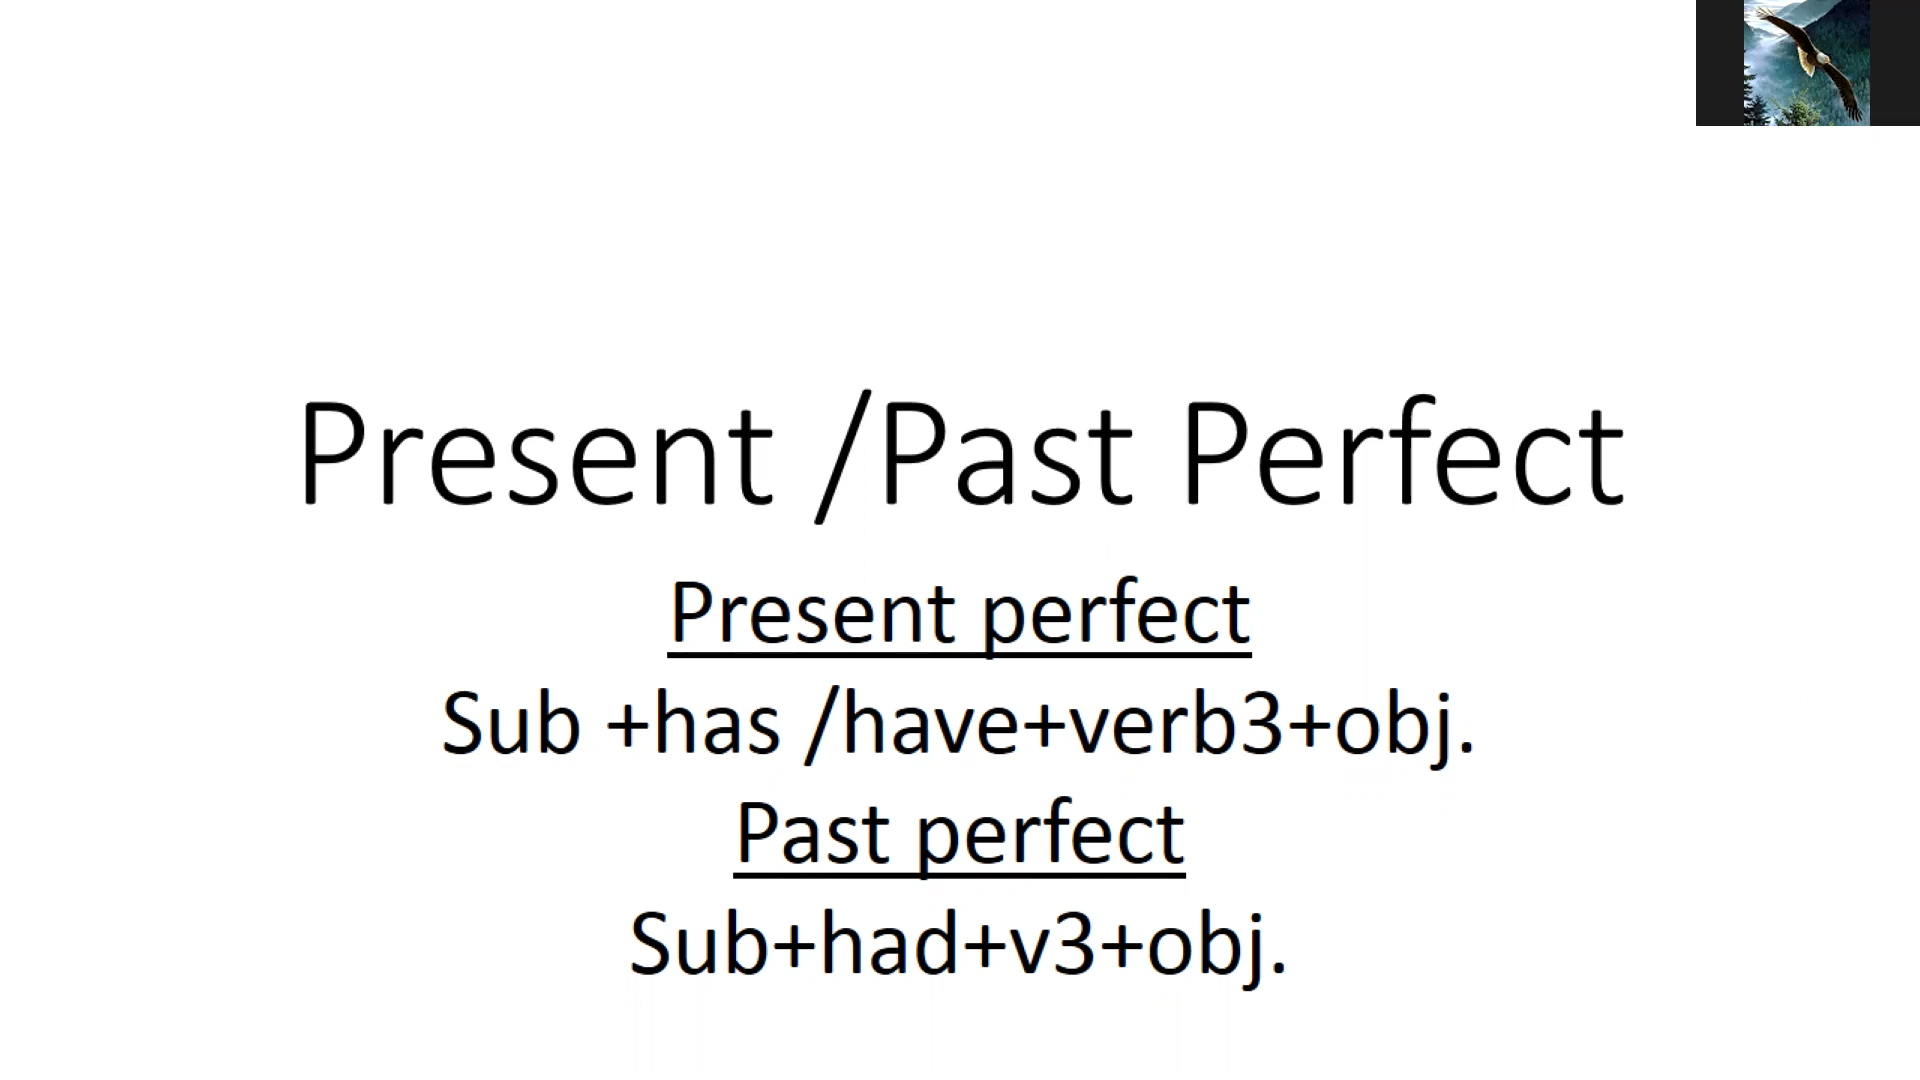 Present /Past Perfect
Present perfect
Sub +has /have+verb3+obj.
Past perfect
Sub+had+v3+obj.